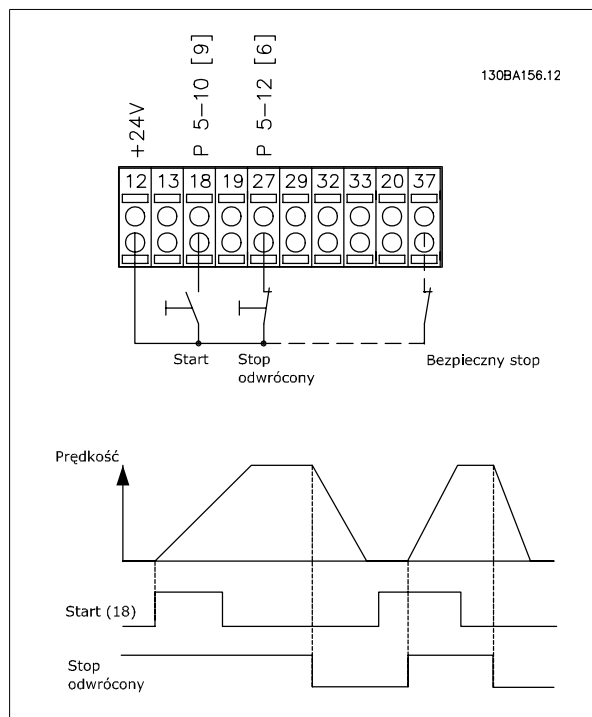 130BA156.12
+24V
P 5-10 [9]
P 5-12 [6]
12 13 18 19 27 29 32 33 20 37
Start
Stop
odwrócony
Bezpieczny stop
Prędkość
Start (18)
Stop
odwrócony